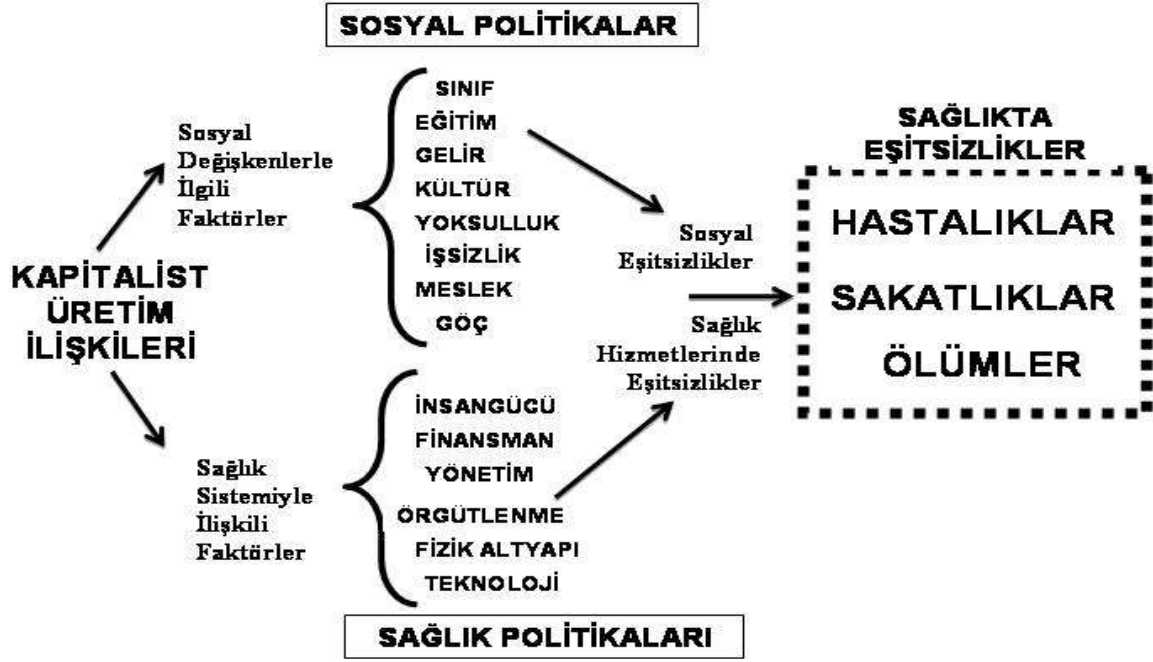 SOSYAL POLİTİKALAR
Sosyal
Değişkenlerle
İlgili
Faktörler
SINIF
EĞİTİM
GELİR
KÜLTÜR
YOKSULLUK
İŞSİZLİK
MESLEK
GÖÇ
KAPİTALİST
ÜRETİM
İLİŞKİLERİ
Sağlık
Sistemiyle
İlişkili
Faktörler
İNSANGÜCÜ
FİNANSMAN
YÖNETİM
ÖRGÜTLENME
FİZİK ALTYAPI
TEKNOLOJİ
SAĞLIK POLİTİKALARI
Sosyal
Eşitsizlikler
Sağlık
Hizmetlerinde
Eşitsizlikler
SAĞLIKTA
EŞİTSİZLİKLER
HASTALIKLAR
SAKATLIKLAR
ÖLÜMLER